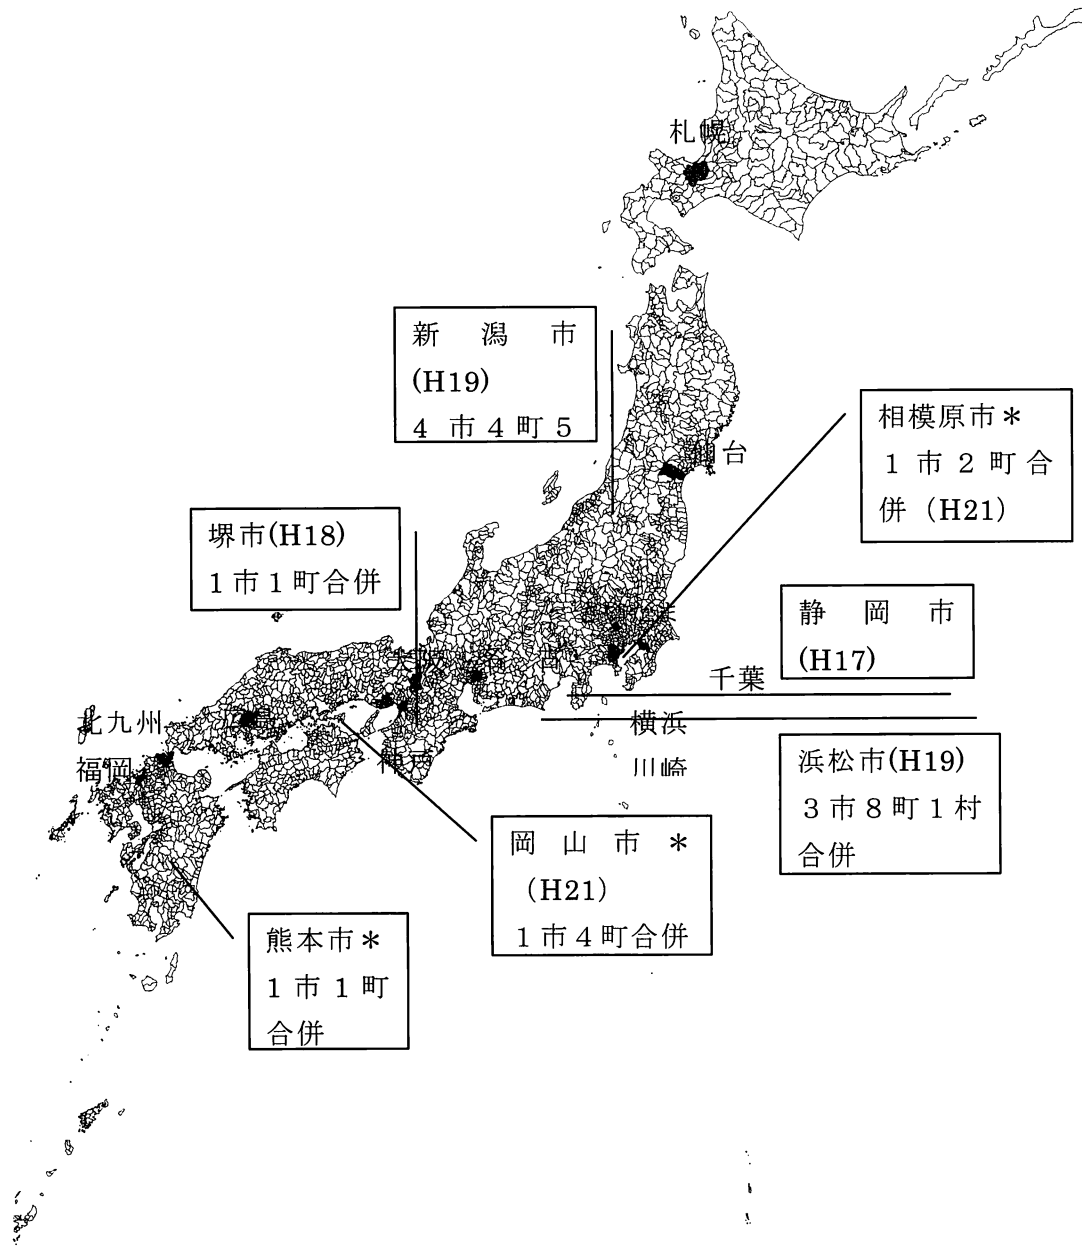 札幌
新潟市
(H19)
4市4町5
仙台
相模原市＊
1市2町合
併（H21）
堺市(H18)
1市1町合併
静岡市
(H17)
千葉
大阪
北九州
横浜
福岡
神戸
川崎
浜松市(H19)
3市8町1村
合併
岡山市＊
（H21）
1市4町合併
熊本市＊
1市1町
合併